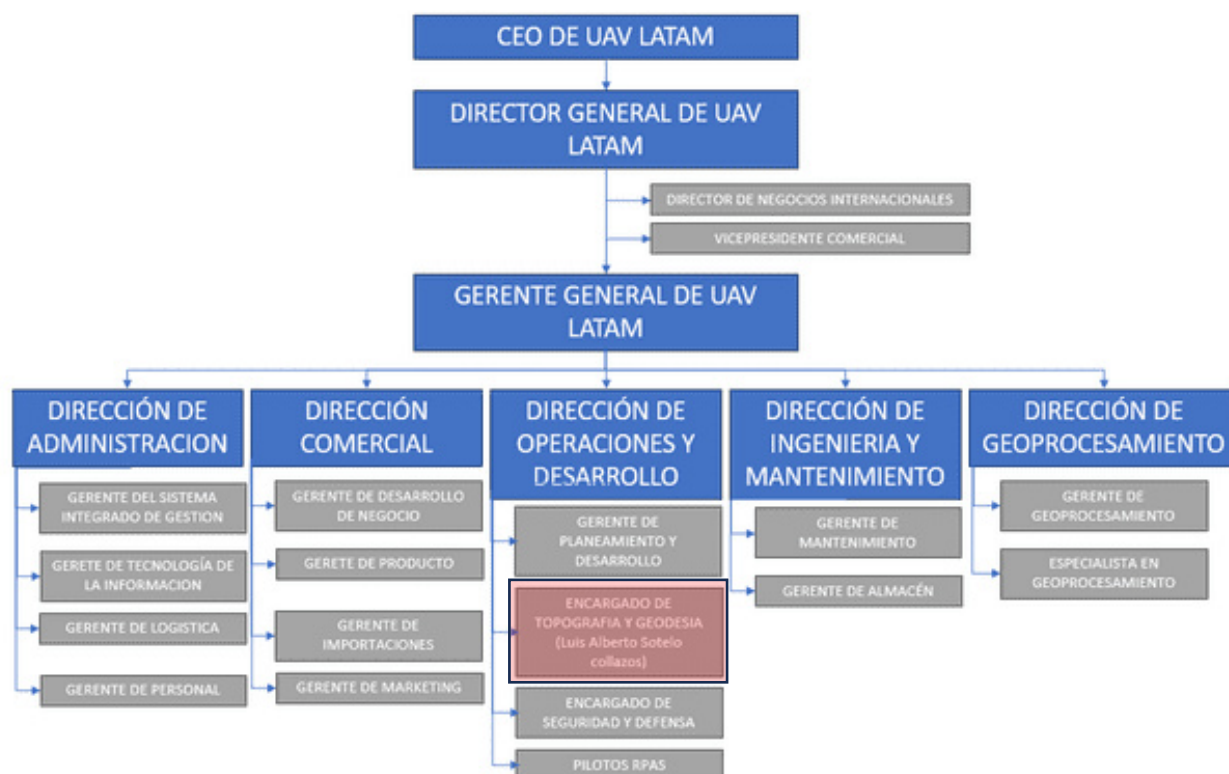 CEO DE UAV LATAM
DIRECTOR GENERAL DE UAV
LATAM
DIRECTOR DE NEGOCIOS INTERNACIONALES
VICEPRESIDENTE COMERCIAL
GERENTE GENERAL DE UAV
LATAM
DIRECCIÓN DE
ADMINISTRACION
GERENTE DEL SISTEMA
INTEGRADO DE GESTION
GERETE DE TECNOLOGÍA DE
LA INFORMACION
GERENTE DE LOGISTICA
GERENTE DE PERSONAL
DIRECCIÓN
COMERCIAL
GERENTE DE DESARROLLO
DE NEGOCIO
GERETE DE PRODUCTO
GERENTE DE
IMPORTACIONES
GERENTE DE MARKETING
DIRECCIÓN DE
OPERACIONES Y
DESARROLLO
GERENTE DE
PLANEAMIENTO Y
DESARROLLO
ENCARGADO DE
TOPOGRAFIA Y GEODESIA
(Luis Alberto Sotelo
collazos)
ENCARGADO DE
SEGURIDAD Y DEFENSA
PILOTOS RPAS
DIRECCIÓN DE
INGENIERIA Y
MANTENIMIENTO
GERENTE DE
MANTENIMIENTO
GERENTE DE ALMACÉN
DIRECCIÓN DE
GEOPROCESAMIENTO
GERENTE DE
GEOPROCESAMIENTO
ESPECIALISTA EN
GEOPROCESAMIENTO